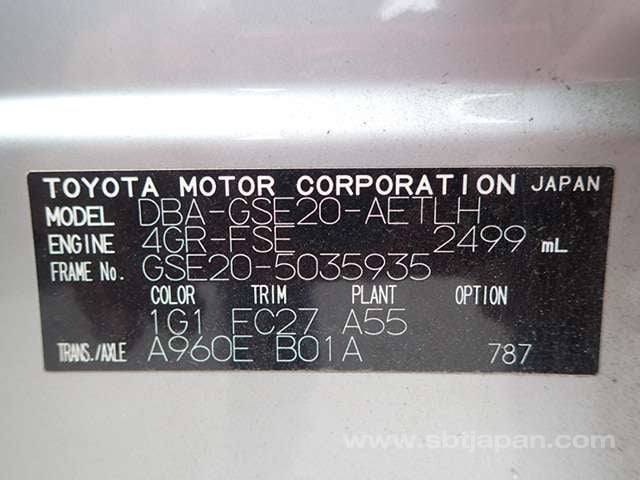 TOYOTA MOTOR CORPORATION JAPAN
MODEL DBA-GSE20-AETLH
ENGINE 4GR-FSE 2499 mL
FRAME No. GSE20-5035935
COLOR TRIM PLANT OPTION
1G1 FC27 A55
TRANS./AXLE A960E B01A 787
www.sbtjapan.com